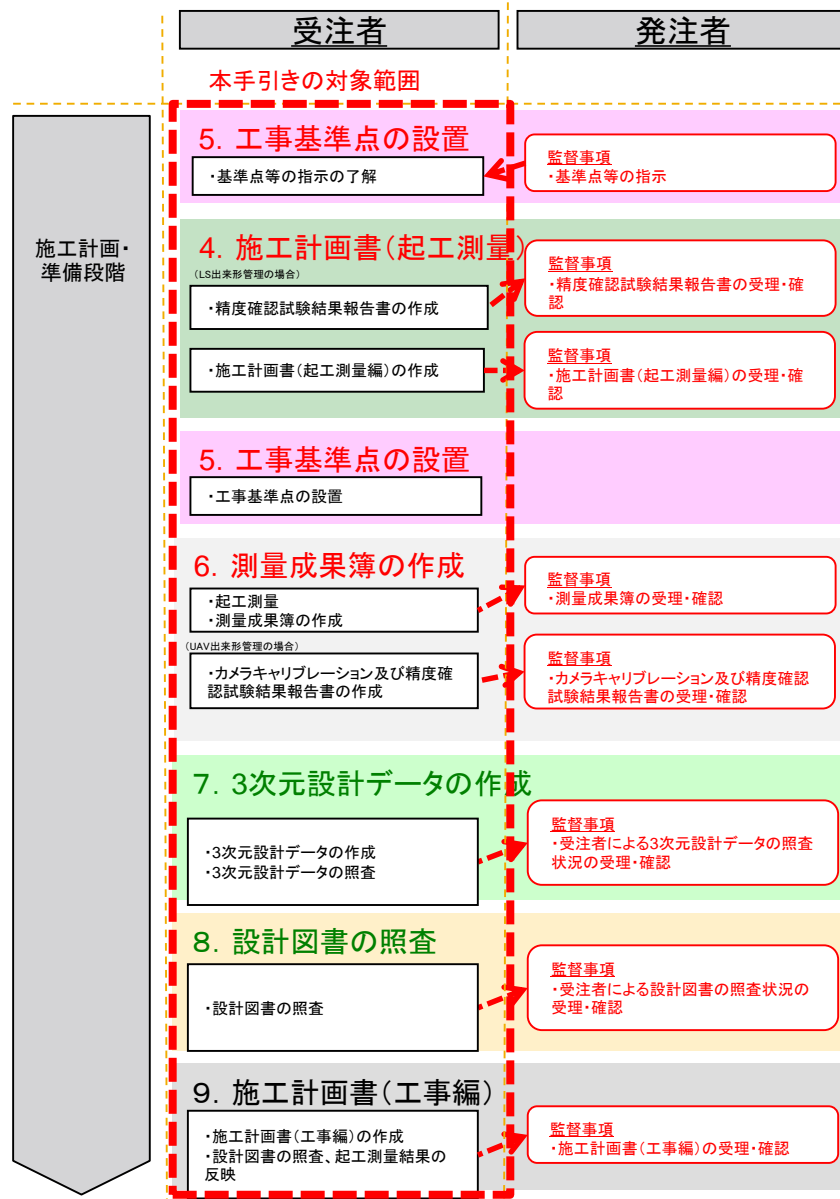 受注者
発注者
本手引きの対象範囲
施工計画・
準備段階
5. 工事基準点の設置
・基準点等の指示の了解
監督事項
・基準点等の指示
4. 施工計画書(起工測量)
(LS出来形管理の場合)
・精度確認試験結果報告書の作成
監督事項
・精度確認試験結果報告書の受理・確
認
・施工計画書(起工測量編)の作成
監督事項
・施工計画書(起工測量編)の受理・確
認
5. 工事基準点の設置
・工事基準点の設置
6. 測量成果簿の作成
・起工測量
・測量成果簿の作成
監督事項
・測量成果簿の受理・確認
(UAV出来形管理の場合)
・カメラキャリブレーション及び精度確
認試験結果報告書の作成
監督事項
・カメラキャリブレーション及び精度確認
試験結果報告書の受理・確認
7. 3次元設計データの作成
・3次元設計データの作成
・3次元設計データの照査
監督事項
・受注者による3次元設計データの照査
状況の受理・確認
8. 設計図書の照査
・設計図書の照査
監督事項
・受注者による設計図書の照査状況の
受理・確認
9. 施工計画書(工事編)
・施工計画書(工事編)の作成
・設計図書の照査、起工測量結果の
反映
監督事項
・施工計画書(工事編)の受理・確認